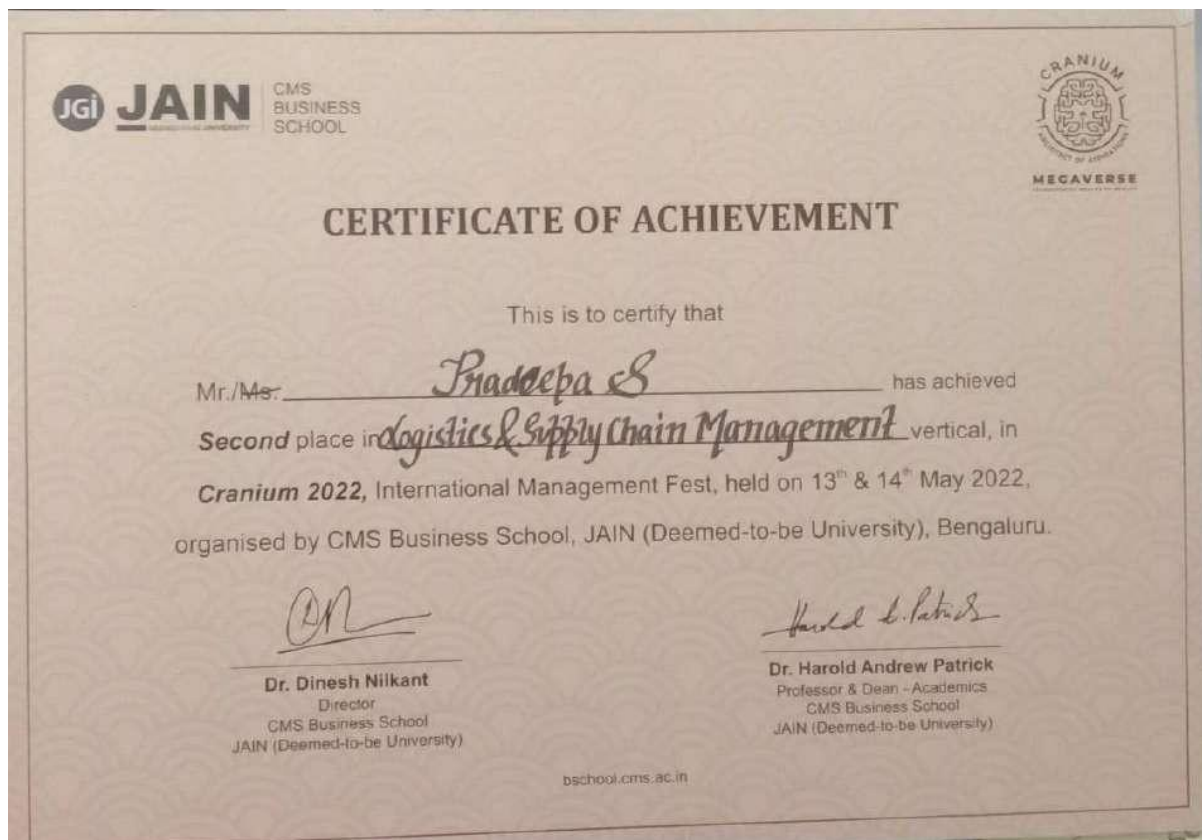 JGi JAIN
CMS
BUSINESS
SCHOOL
CRANIUM
MEGAVERSE
CERTIFICATE OF ACHIEVEMENT
This is to certify that
Mr./Ms. Pradeepa S has achieved
Second place in Logistics & Supply Chain Management vertical, in
Cranium 2022, International Management Fest, held on 13th & 14th May 2022,
organised by CMS Business School, JAIN (Deemed-to-be University), Bengaluru.
Dr. Dinesh Nilkant
Director
CMS Business School
JAIN (Deemed-to-be University)
Harold A. Patrick
Dr. Harold Andrew Patrick
Professor & Dean - Academics
CMS Business School
JAIN (Deemed-to-be University)
bschool.cms.ac.in